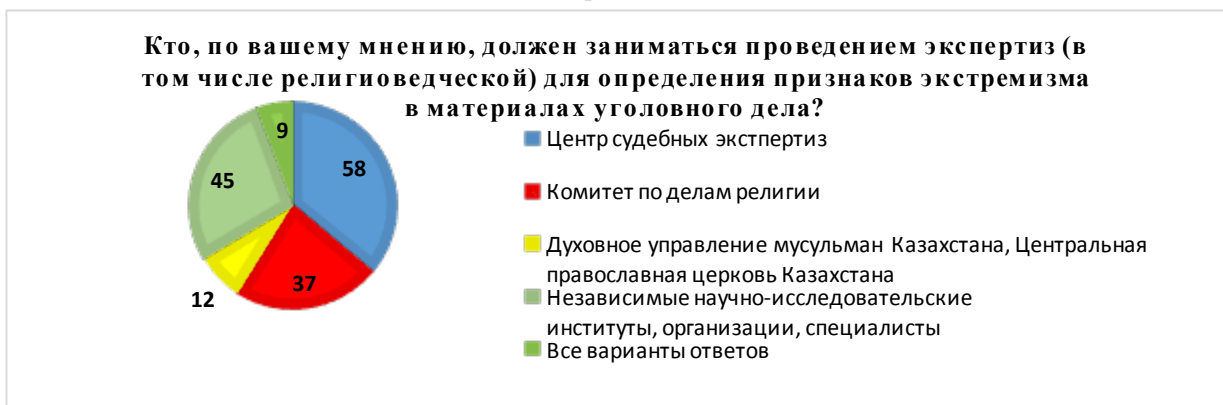 Кто, по вашему мнению, должен заниматься проведением экспертиз (в
том числе религиоведческой) для определения признаков экстремизма
в материалах уголовного дела?
9
45
58
37
12
Центр судебных экстпертиз
Комитет по делам религии
Духовное управление мусульман Казахстана, Центральная
православная церковь Казахстана
Независимые научно-исследовательские
институты, организации, специалисты
Все варианты ответов